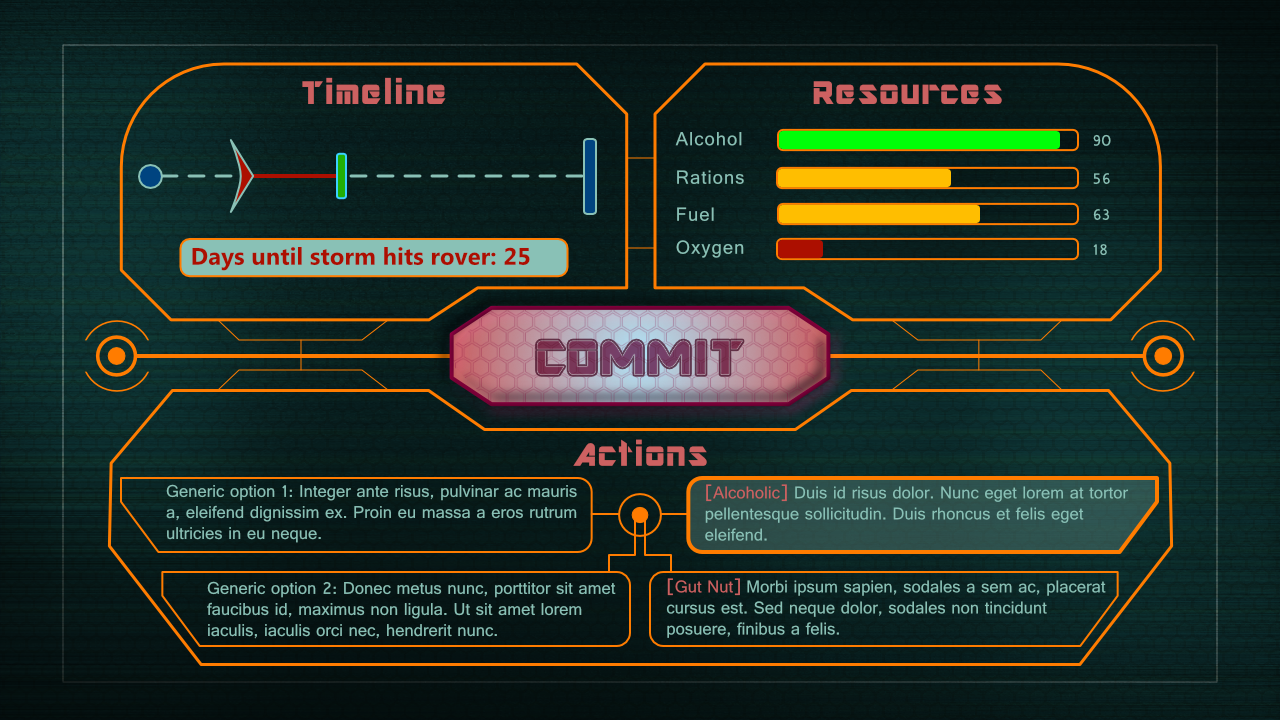 Timeline
Days until storm hits rover: 25
Resources
Alcohol 90
Rations 56
Fuel 63
Oxygen 18
COMMIT
Actions
Generic option 1: Integer ante risus, pulvinar ac mauris
a, eleifend dignissim ex. Proin eu massa a eros rutrum
ultricies in eu neque.
[Alcoholic] Duis id risus dolor. Nunc eget lorem at tortor
pellentesque sollicitudin. Duis rhoncus et felis eget
eleifend.
Generic option 2: Donec metus nunc, porttitor sit amet
faucibus id, maximus non ligula. Ut sit amet lorem
iaculis, iaculis orci nec, hendrerit nunc.
[Gut Nut] Morbi ipsum sapien, sodales a sem ac, placerat
cursus est. Sed neque dolor, sodales non tincidunt
posuere, finibus a felis.